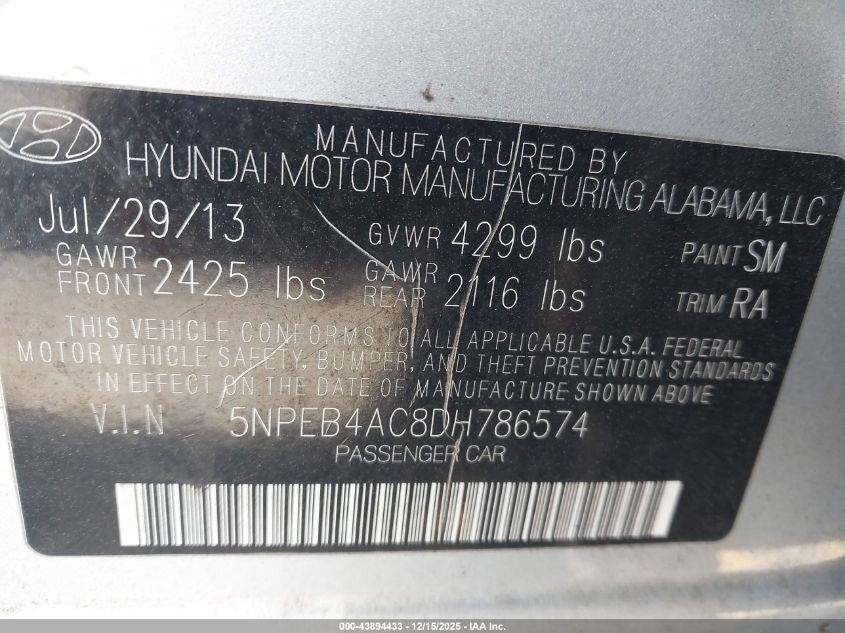 MANUFACTURED BY
HYUNDAI MOTOR MANUFACTURING ALABAMA, LLC
Jul/29/13 GVWR 4299 lbs PAINT SM
GAWR FRONT 2425 lbs GAWR REAR 2116 lbs TRIM RA
THIS VEHICLE CONFORMS TO ALL APPLICABLE U.S.A. FEDERAL
MOTOR VEHICLE SAFETY, BUMPER, AND THEFT PREVENTION STANDARDS
IN EFFECT ON THE DATE OF MANUFACTURE SHOWN ABOVE
V.I.N 5NPEB4AC8DH786574
PASSENGER CAR
000-43894433 - 12/15/2025 - IAA Inc.